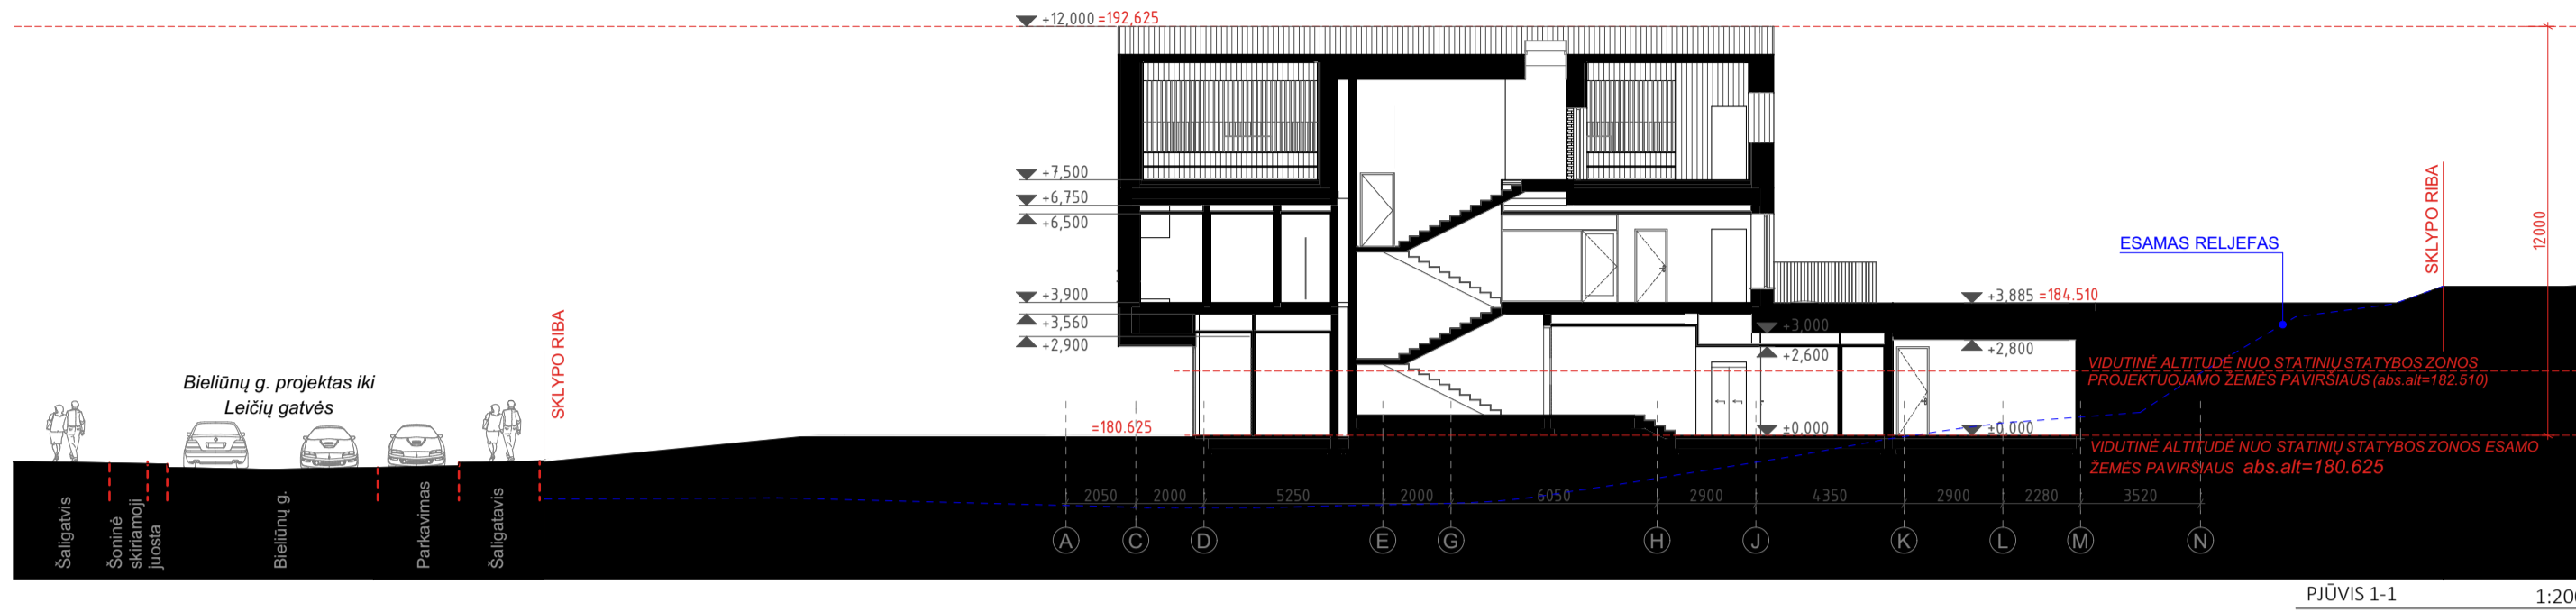 +12,000 =192,625
+7,500
+6,750
+6,500
+3,900
+3,560
+2,900
12000
SKLYPO RIBA
ESAMAS RELJEFAS
+3,885 =184.510
+3,000
+2,600
+2,800
SKLYPO RIBA
Bieliūnų g. projektas iki
Leičių gatvės
VIDUTINĖ ALTITUDĖ NUO STATINIŲ STATYBOS ZONOS
PROJEKTUOJAMO ŽEMĖS PAVIRŠIAUS (abs.alt=182.510)
=180.625
±0,000
±0,000
VIDUTINĖ ALTITUDĖ NUO STATINIŲ STATYBOS ZONOS ESAMO
ŽEMĖS PAVIRŠIAUS abs.alt=180.625
2050 2000 5250 2000 6050 2900 4350 2900 2280 3520
Šaligatvis
Šoninė
skiriamoji
juosta
Bieliūnų g.
Parkavimas
Šaligatavis
A C D E G H J K L M N
PJŪVIS 1-1